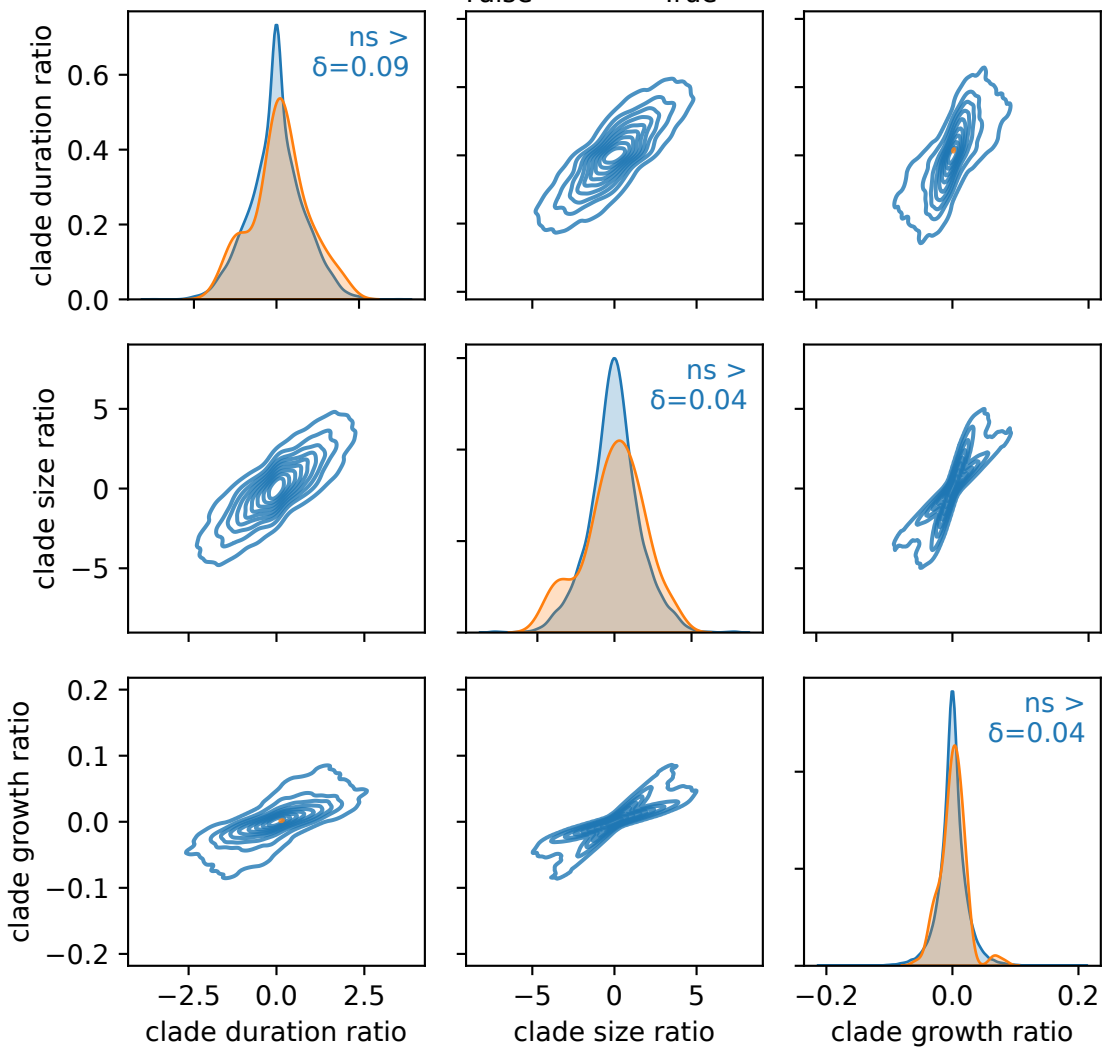 clade duration ratio
0.6
0.4
0.2
0.0
ns >
δ=0.09
clade size ratio
5
0
−5
ns >
δ=0.04
clade growth ratio
0.2
0.1
0.0
−0.1
−0.2
ns >
δ=0.04
−2.5 0.0 2.5
−5 0 5
−0.2 0.0 0.2
clade duration ratio
clade size ratio
clade growth ratio